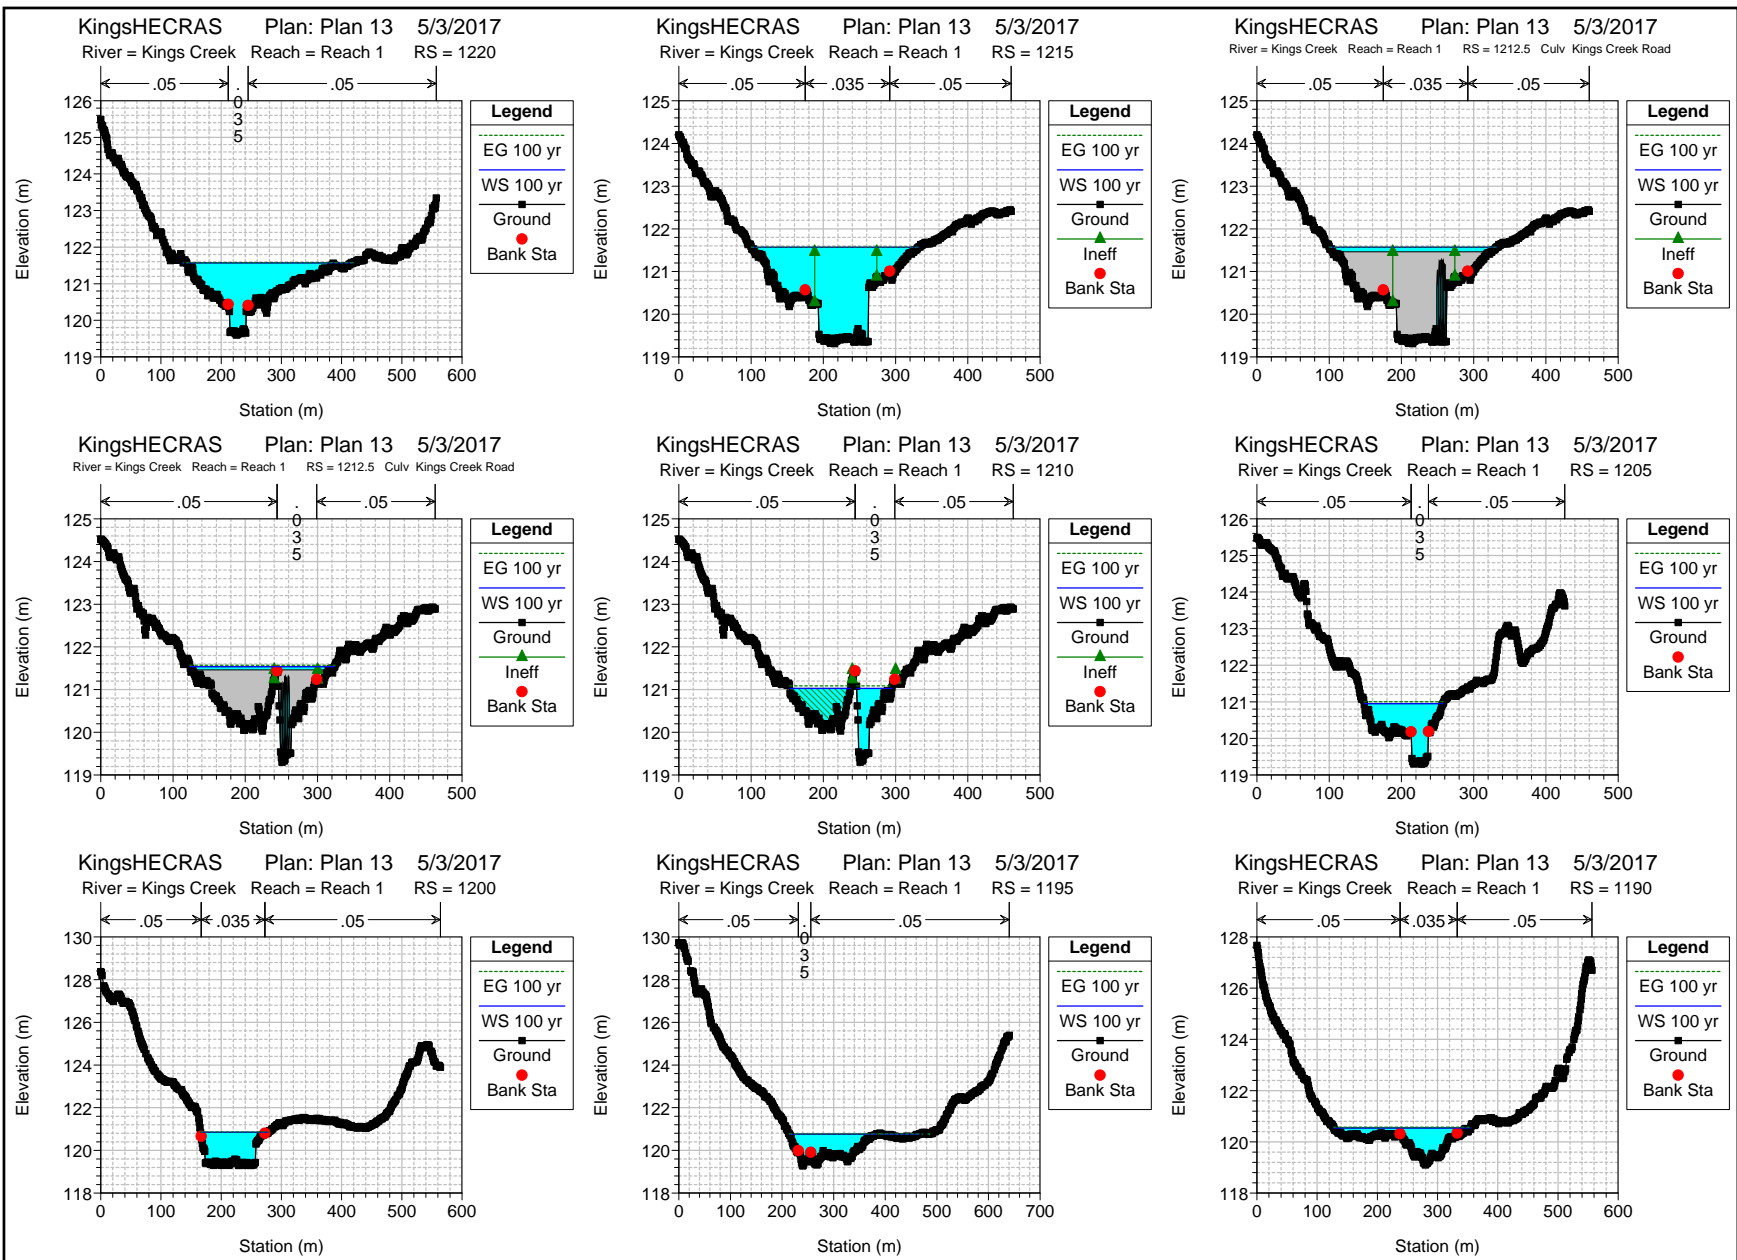 KingsHECRAS Plan: Plan 13 5/3/2017
River = Kings Creek Reach = Reach 1 RS = 1220
.05 .035 .05
Elevation (m)
126
125
124
123
122
121
120
119
0 100 200 300 400 500 600
Station (m)
Legend
EG 100 yr
WS 100 yr
Ground
Bank Sta
KingsHECRAS Plan: Plan 13 5/3/2017
River = Kings Creek Reach = Reach 1 RS = 1215
.05 .035 .05
Elevation (m)
125
124
123
122
121
120
119
0 100 200 300 400 500
Station (m)
Legend
EG 100 yr
WS 100 yr
Ground
Ineff
Bank Sta
KingsHECRAS Plan: Plan 13 5/3/2017
River = Kings Creek Reach = Reach 1 RS = 1212.5 Culv Kings Creek Road
.05 .035 .05
Elevation (m)
125
124
123
122
121
120
119
0 100 200 300 400 500
Station (m)
Legend
EG 100 yr
WS 100 yr
Ground
Ineff
Bank Sta
KingsHECRAS Plan: Plan 13 5/3/2017
River = Kings Creek Reach = Reach 1 RS = 1212.5 Culv Kings Creek Road
.05 .035 .05
Elevation (m)
125
124
123
122
121
120
119
0 100 200 300 400 500
Station (m)
Legend
EG 100 yr
WS 100 yr
Ground
Ineff
Bank Sta
KingsHECRAS Plan: Plan 13 5/3/2017
River = Kings Creek Reach = Reach 1 RS = 1210
.05 .035 .05
Elevation (m)
125
124
123
122
121
120
119
0 100 200 300 400 500
Station (m)
Legend
EG 100 yr
WS 100 yr
Ground
Ineff
Bank Sta
KingsHECRAS Plan: Plan 13 5/3/2017
River = Kings Creek Reach = Reach 1 RS = 1205
.05 .035 .05
Elevation (m)
126
125
124
123
122
121
120
119
0 100 200 300 400 500
Station (m)
Legend
EG 100 yr
WS 100 yr
Ground
Bank Sta
KingsHECRAS Plan: Plan 13 5/3/2017
River = Kings Creek Reach = Reach 1 RS = 1200
.05 .035 .05
Elevation (m)
130
128
126
124
122
120
118
0 100 200 300 400 500 600
Station (m)
Legend
EG 100 yr
WS 100 yr
Ground
Bank Sta
KingsHECRAS Plan: Plan 13 5/3/2017
River = Kings Creek Reach = Reach 1 RS = 1195
.05 .035 .05
Elevation (m)
130
128
126
124
122
120
118
0 100 200 300 400 500 600 700
Station (m)
Legend
EG 100 yr
WS 100 yr
Ground
Bank Sta
KingsHECRAS Plan: Plan 13 5/3/2017
River = Kings Creek Reach = Reach 1 RS = 1190
.05 .035 .05
Elevation (m)
128
126
124
122
120
118
0 100 200 300 400 500 600
Station (m)
Legend
EG 100 yr
WS 100 yr
Ground
Bank Sta